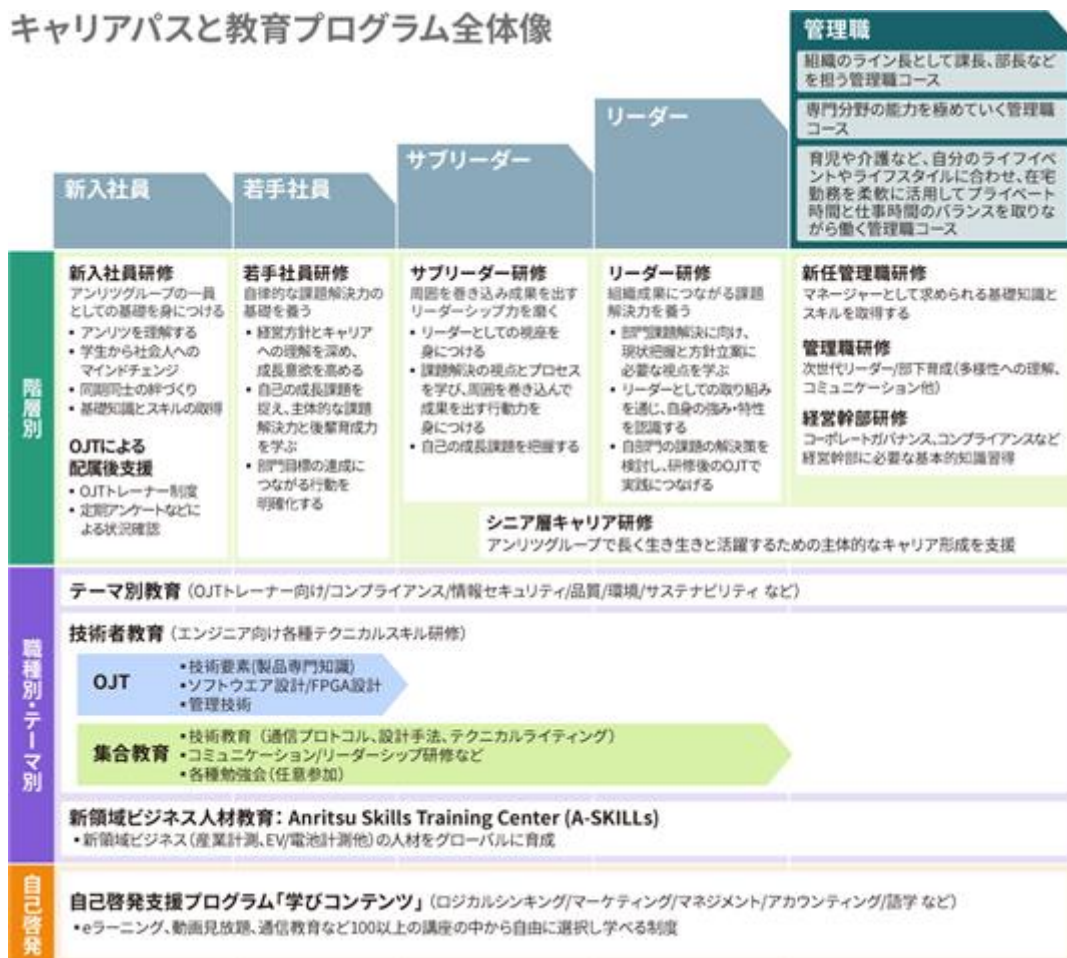 キャリアパスと教育プログラム全体像
管理職
組織のライン長として課長、部長などを担う管理職コース
専門分野の能力を極めていく管理職コース
育児や介護など、自分のライフイベントやライフスタイルに合わせ、在宅勤務を柔軟に活用してプライベート時間と仕事時間のバランスを取りながら働く管理職コース
リーダー
サブリーダー
若手社員
新入社員
階層別
新入社員研修
アンリツグループの一員
としての基礎を身につける
• アンリツを理解する
• 学生から社会人への
マインドチェンジ
• 同期同士の絆づくり
• 基礎知識とスキルの取得
OJTによる
配属後支援
• OJTトレーナー制度
• 定期アンケートなどに
よる状況確認
若手社員研修
自律的な課題解決力の
基礎を養う
• 経営方針とキャリア
への理解を深め、
成長意欲を高める
• 自己の成長課題を
捉え、主体的な課題
解決力と後輩育成力
を学ぶ
• 部門目標の達成に
つながる行動を
明確化する
サブリーダー研修
周囲を巻き込み成果を出す
リーダーシップ力を磨く
• リーダーとしての視座を
身につける
• 課題解決の視点とプロセス
を学び、周囲を巻き込んで
成果を出す行動力を
身につける
• 自己の成長課題を把握する
リーダー研修
組織成果につながる課題
解決力を養う
• 部門課題解決に向け、
現状把握と方針立案に
必要な視点を学ぶ
• リーダーとしての取り組み
を通じ、自身の強み・特性
を認識する
• 自部門の課題の解決策を
検討し、研修後のOJTで
実践につなげる
新任管理職研修
マネージャーとして求められる基礎知識と
スキルを取得する
管理職研修
次世代リーダー/部下育成(多様性への理解、
コミュニケーション他)
経営幹部研修
コーポレートガバナンス、コンプライアンスなど
経営幹部に必要な基本的知識習得
シニア層キャリア研修
アンリツグループで長く生き生きと活躍するための主体的なキャリア形成を支援
職種別・テーマ別
テーマ別教育 (OJTトレーナー向け/コンプライアンス/情報セキュリティ/品質/環境/サステナビリティ など)
技術者教育 (エンジニア向け各種テクニカルスキル研修)
OJT
• 技術要素(製品専門知識)
• ソフトウエア設計/FPGA設計
• 管理技術
集合教育
• 技術教育 (通信プロトコル、設計手法、テクニカルライティング)
• コミュニケーション/リーダーシップ研修など
• 各種勉強会(任意参加)
新領域ビジネス人材教育: Anritsu Skills Training Center (A-SKILLs)
• 新領域ビジネス(産業計測、EV/電池計測他)の人材をグローバルに育成
自己啓発
自己啓発支援プログラム「学びコンテンツ」 (ロジカルシンキング/マーケティング/マネジメント/アカウンティング/語学 など)
• eラーニング、動画見放題、通信教育など100以上の講座の中から自由に選択し学べる制度